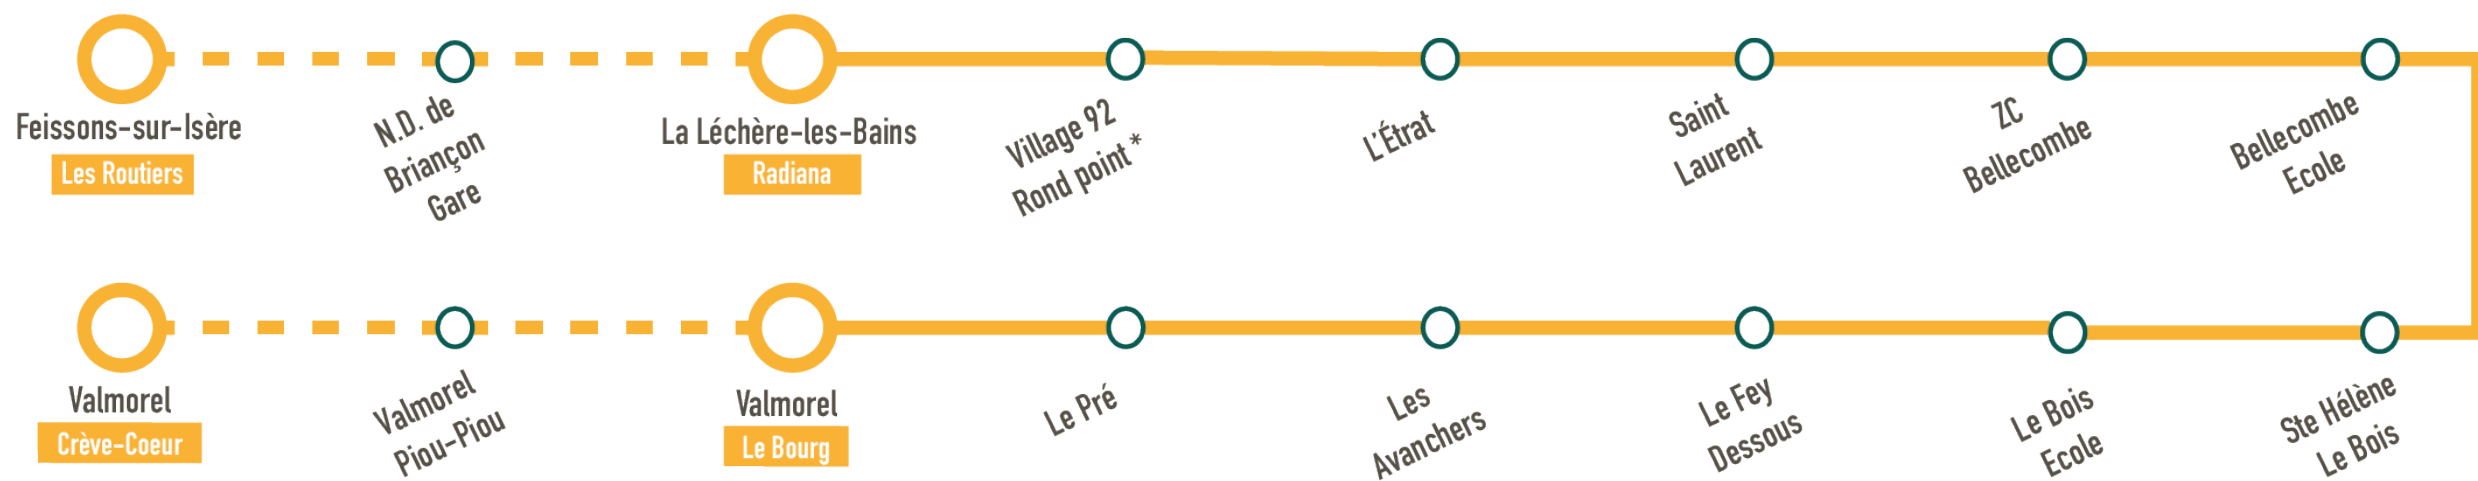 Feissons-sur-Isère
Les Routiers
N.D. de
Briançon
Gare
La Léchère-les-Bains
Radiana
Village 92
Rond point*
L'Étrat
Saint
Laurent
ZC
Bellecombe
Bellecombe
Ecole
Valmorel
Crève-Coeur
Valmorel
Piou-Piou
Valmorel
Le Bourg
Le Pré
Les
Avanchers
Le Fey
Dessous
Le Bois
Ecole
Ste Hélène
Le Bois